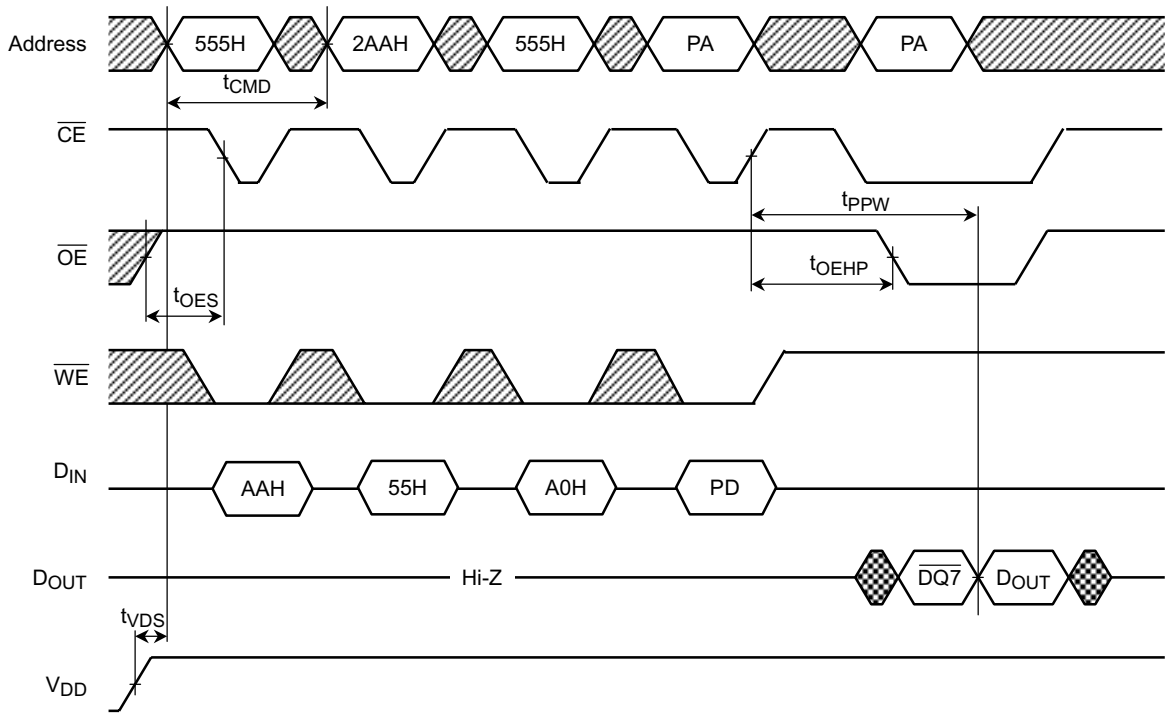 Address 555H 2AAH 555H PA PA
tCMD
CE
tPPW
OE
tOEHP
tOES
WE
DIN
AAH 55H A0H PD
DOUT Hi-Z DQ7 DOUT
tVDS
VDD